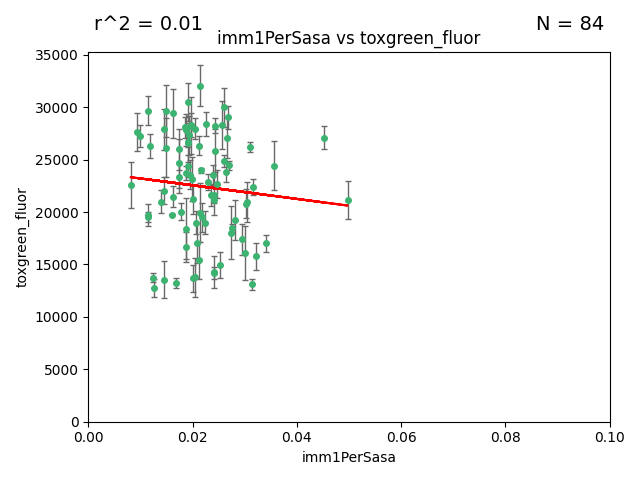 r^2 = 0.01
N = 84
imm1PerSasa vs toxgreen_fluor
35000
30000
25000
20000
15000
10000
5000
0
toxgreen_fluor
0.00
0.02
0.04
0.06
0.08
0.10
imm1PerSasa